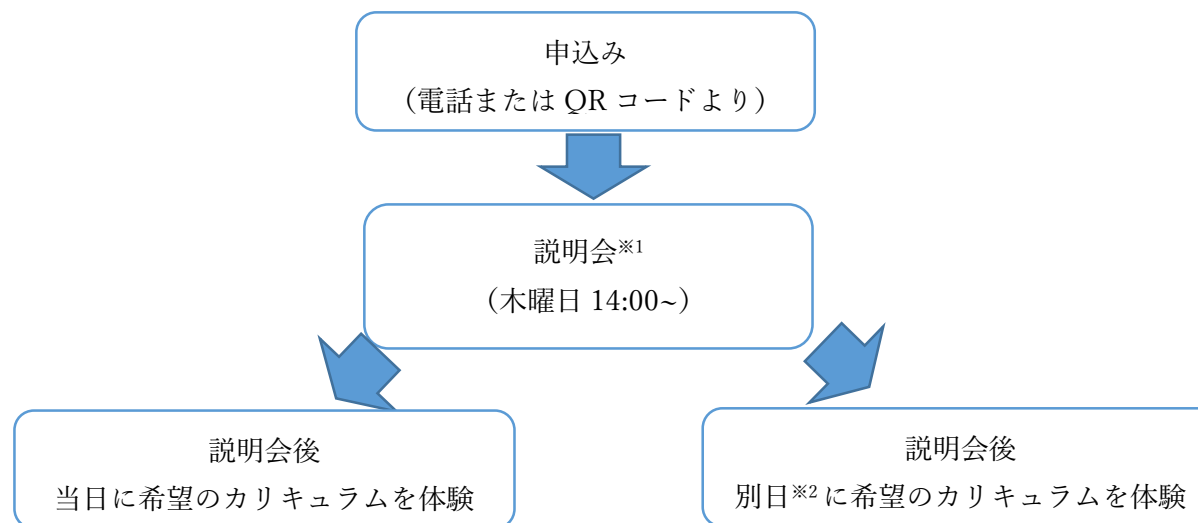 申込み
(電話または QR コードより)
説明会※1
(木曜日 14:00~)
説明会後
当日に希望のカリキュラムを体験
説明会後
別日※2 に希望のカリキュラムを体験